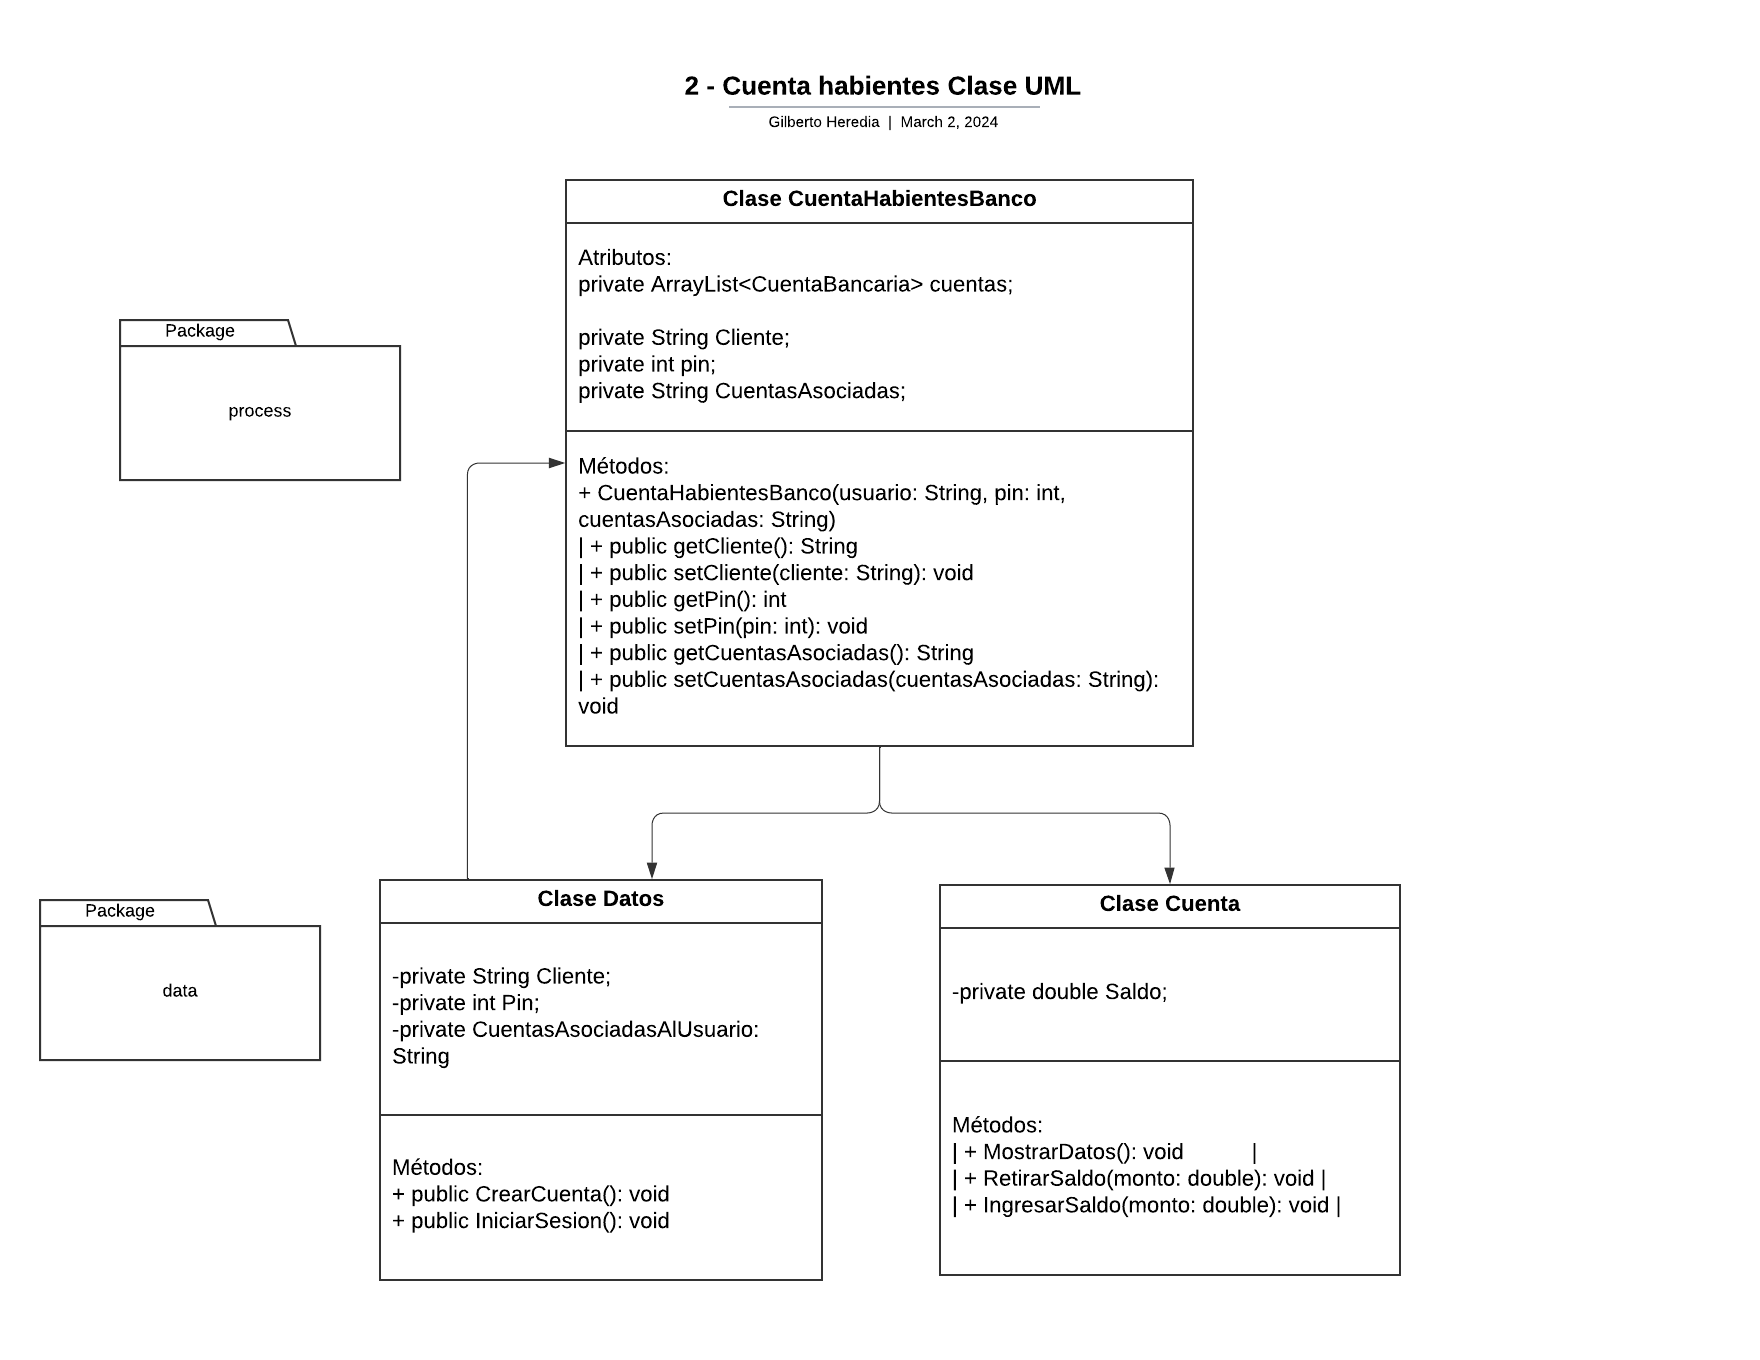 2 - Cuenta habientes Clase UML
Gilberto Heredia | March 2, 2024
Clase CuentaHabientesBanco
Atributos:
private ArrayList<CuentaBancaria> cuentas;
private String Cliente;
private int pin;
private String CuentasAsociadas;
Package
process
Métodos:
+ CuentaHabientesBanco(usuario: String, pin: int,
cuentasAsociadas: String)
| + public getCliente(): String
| + public setCliente(cliente: String): void
| + public getPin(): int
| + public setPin(pin: int): void
| + public getCuentasAsociadas(): String
| + public setCuentasAsociadas(cuentasAsociadas: String):
void
Package
data
Clase Datos
-private String Cliente;
-private int Pin;
-private CuentasAsociadasAlUsuario:
String
Métodos:
+ public CrearCuenta(): void
+ public IniciarSesion(): void
Clase Cuenta
-private double Saldo;
Métodos:
| + MostrarDatos(): void |
| + RetirarSaldo(monto: double): void |
| + IngresarSaldo(monto: double): void |